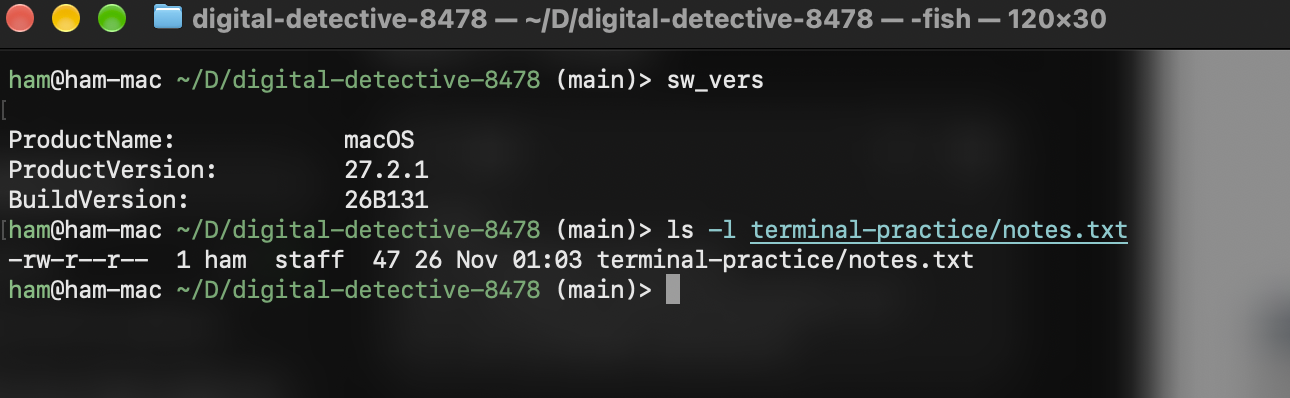 digital-detective-8478 — ~/D/digital-detective-8478 — -fish — 120×30
ham@ham-mac ~/D/digital-detective-8478 (main)> sw_vers
[
ProductName:            macOS
ProductVersion:         27.2.1
BuildVersion:           26B131
[ham@ham-mac ~/D/digital-detective-8478 (main)> ls -l terminal-practice/notes.txt
-rw-r--r--  1 ham  staff  47 26 Nov 01:03 terminal-practice/notes.txt
ham@ham-mac ~/D/digital-detective-8478 (main)>